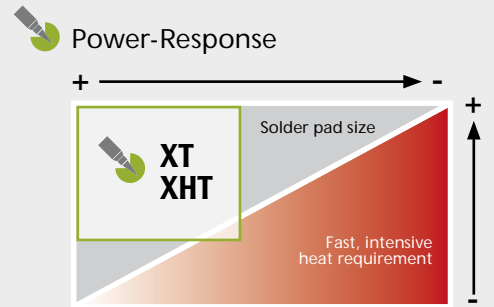 Power-Response
+ -
+
Solder pad size
XT
XHT
Fast, intensive
heat requirement
-